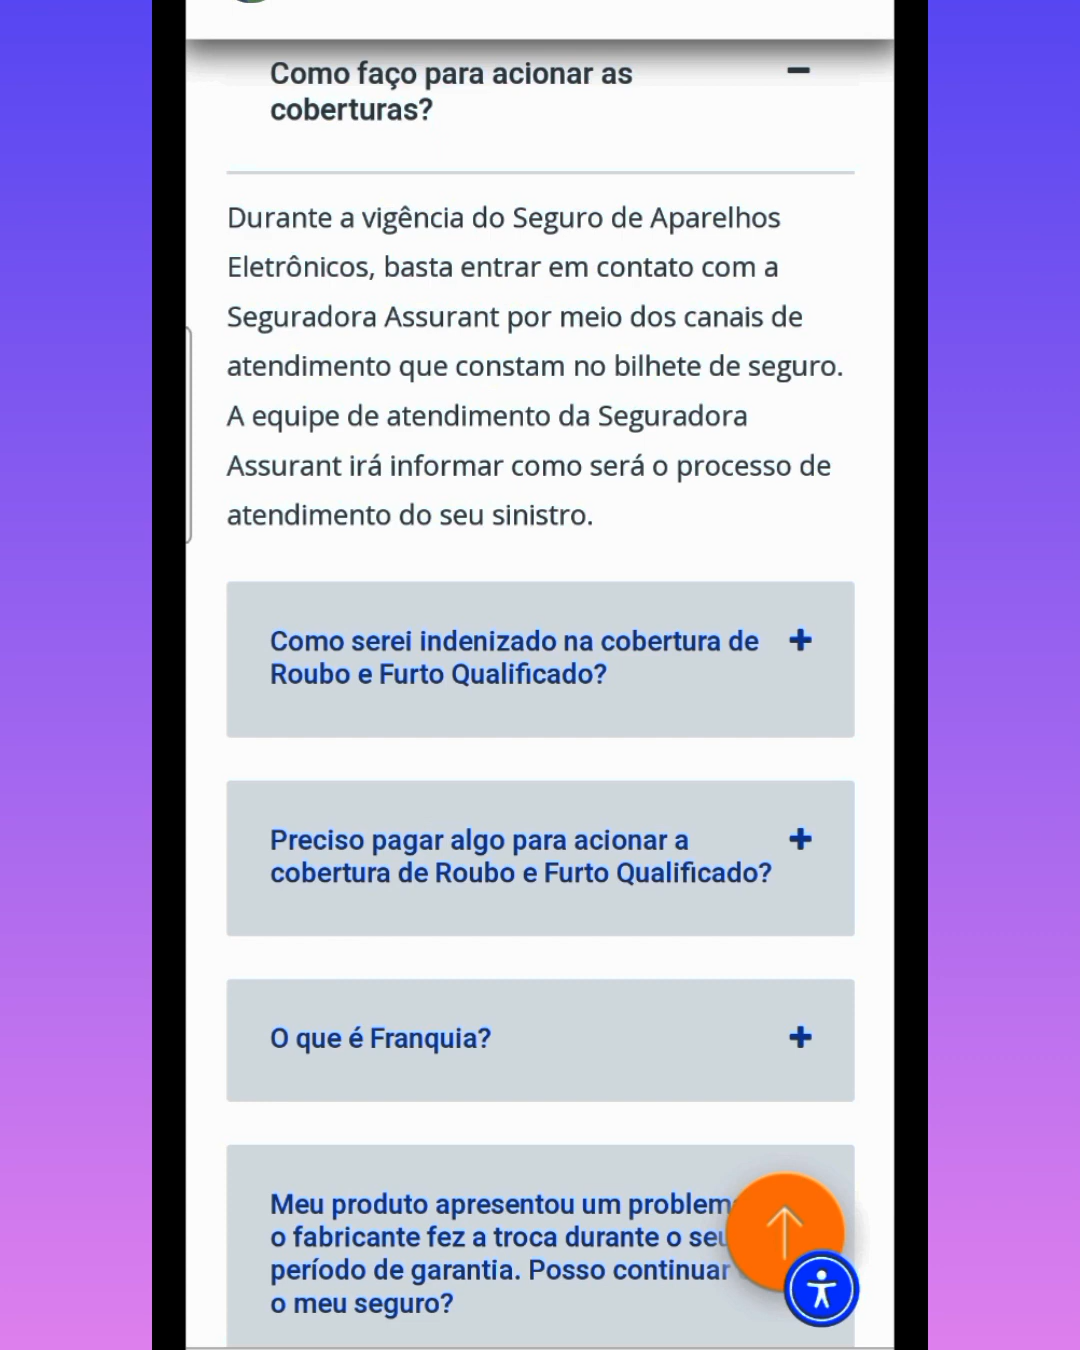 Como faço para acionar as
coberturas?
Durante a vigência do Seguro de Aparelhos
Eletrônicos, basta entrar em contato com a
Seguradora Assurant por meio dos canais de
atendimento que constam no bilhete de seguro.
A equipe de atendimento da Seguradora
Assurant irá informar como será o processo de
atendimento do seu sinistro.
Como serei indenizado na cobertura de
Roubo e Furto Qualificado?
Preciso pagar algo para acionar a
cobertura de Roubo e Furto Qualificado?
O que é Franquia?
Meu produto apresentou um
o fabricante fez a troca durante o
período de garantia. Posso continuar
o meu seguro?